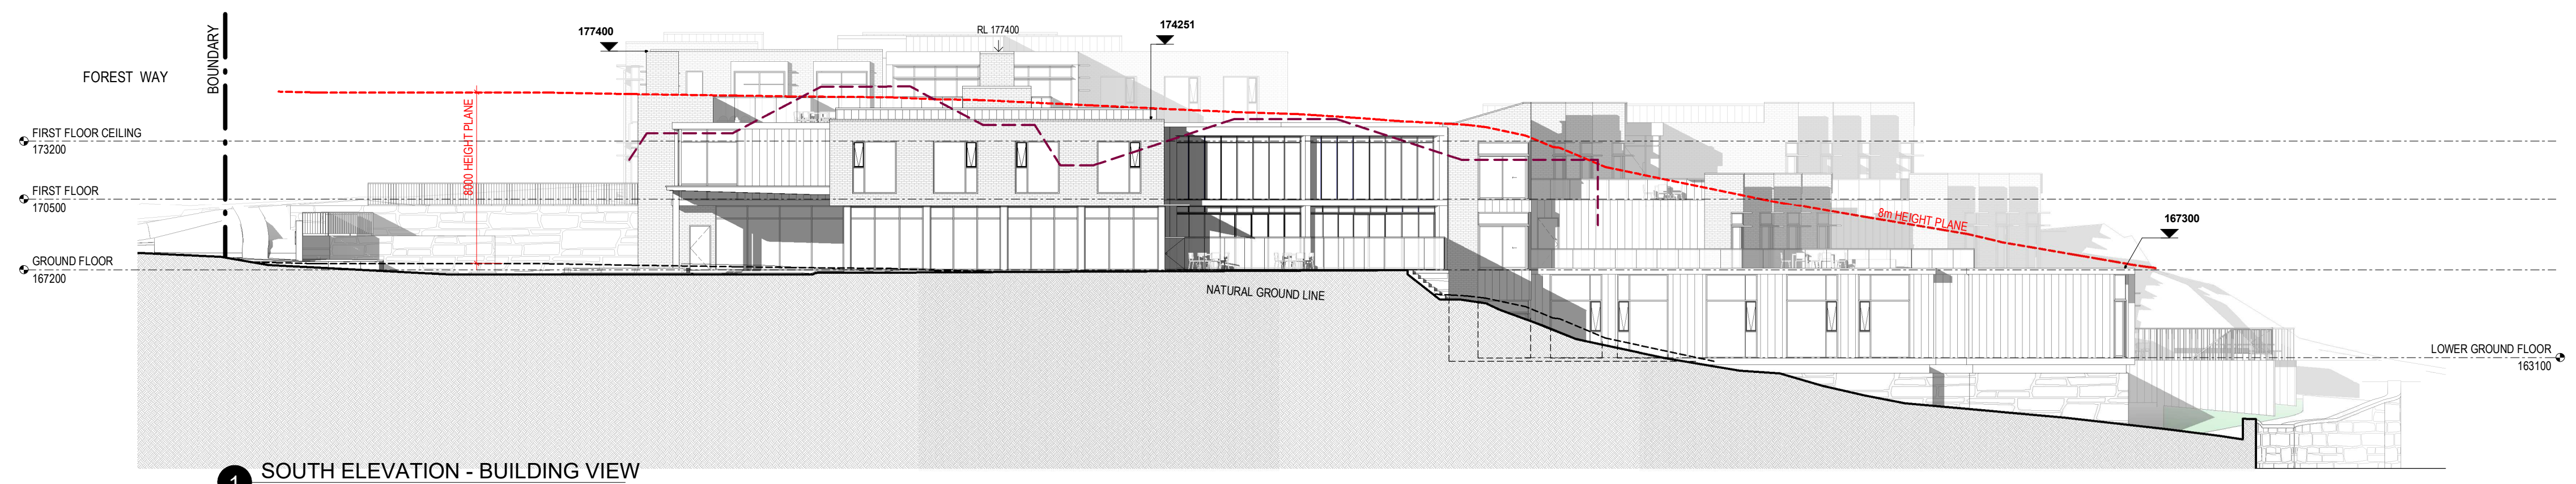 FOREST WAY
BOUNDARY
177400
RL 177400
174251
FIRST FLOOR CEILING
173200
8000 HEIGHT PLANE
FIRST FLOOR
170500
8m HEIGHT PLANE
167300
GROUND FLOOR
167200
NATURAL GROUND LINE
LOWER GROUND FLOOR
163100
1 SOUTH ELEVATION - BUILDING VIEW